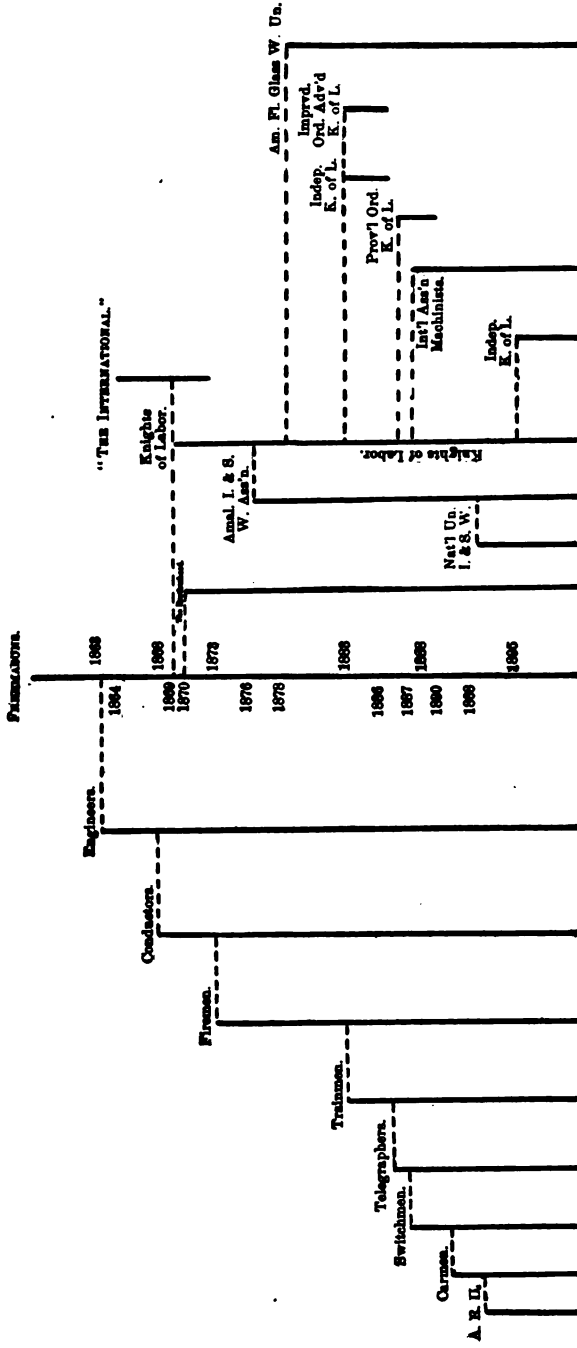 FREEMASONS.
"THE INTERNATIONAL."
Am. Fl. Glass W. Un.
Imprvd.
Ord. Adv'd
K. of L.
Indep.
K. of L.
Prov'l Ord.
K. of L.
Int'l Ass'n
Machinists.
Indep.
K. of L.
Knights
of Labor.
Knights of Labor.
Amal. I. & S.
W. Ass'n.
Nat'l Un.
I. & S. W.
1863
1864
1868
1869
1870
1873
1876
1878
1886
1887
1888
1890
1895
Engineers.
Conductors.
Firemen.
Trainmen.
Telegraphers.
Switchmen.
Carmen.
A. R. U.